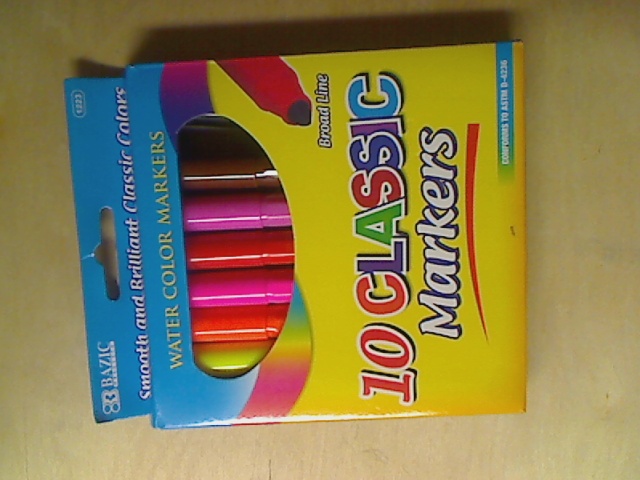 1223
BAZIC
Smooth and Brilliant Classic Colors
WATER COLOR MARKERS
Broad Line
10 CLASSIC
Markers
CONFORMS TO ASTM D-4236